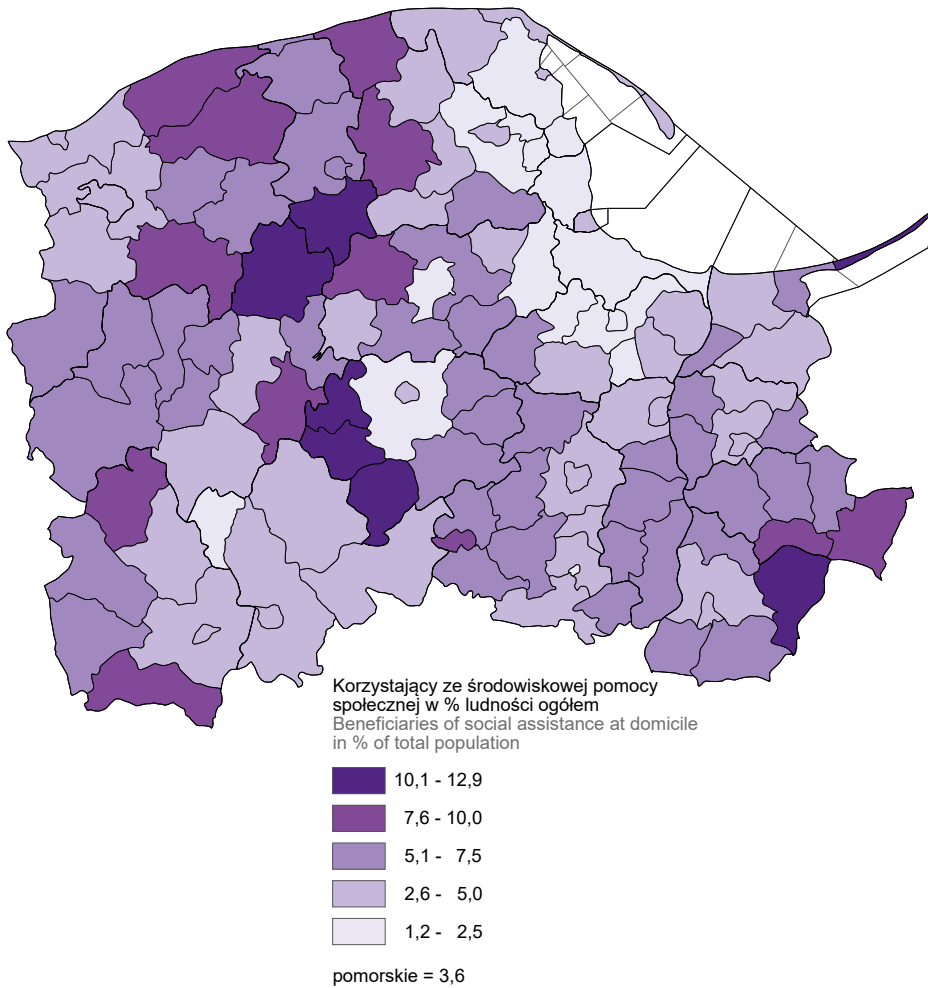 Korzystający ze środowiskowej pomocy
społecznej w % ludności ogółem
Beneficiaries of social assistance at domicile
in % of total population
10,1 - 12,9
7,6 - 10,0
5,1 - 7,5
2,6 - 5,0
1,2 - 2,5
pomorskie = 3,6